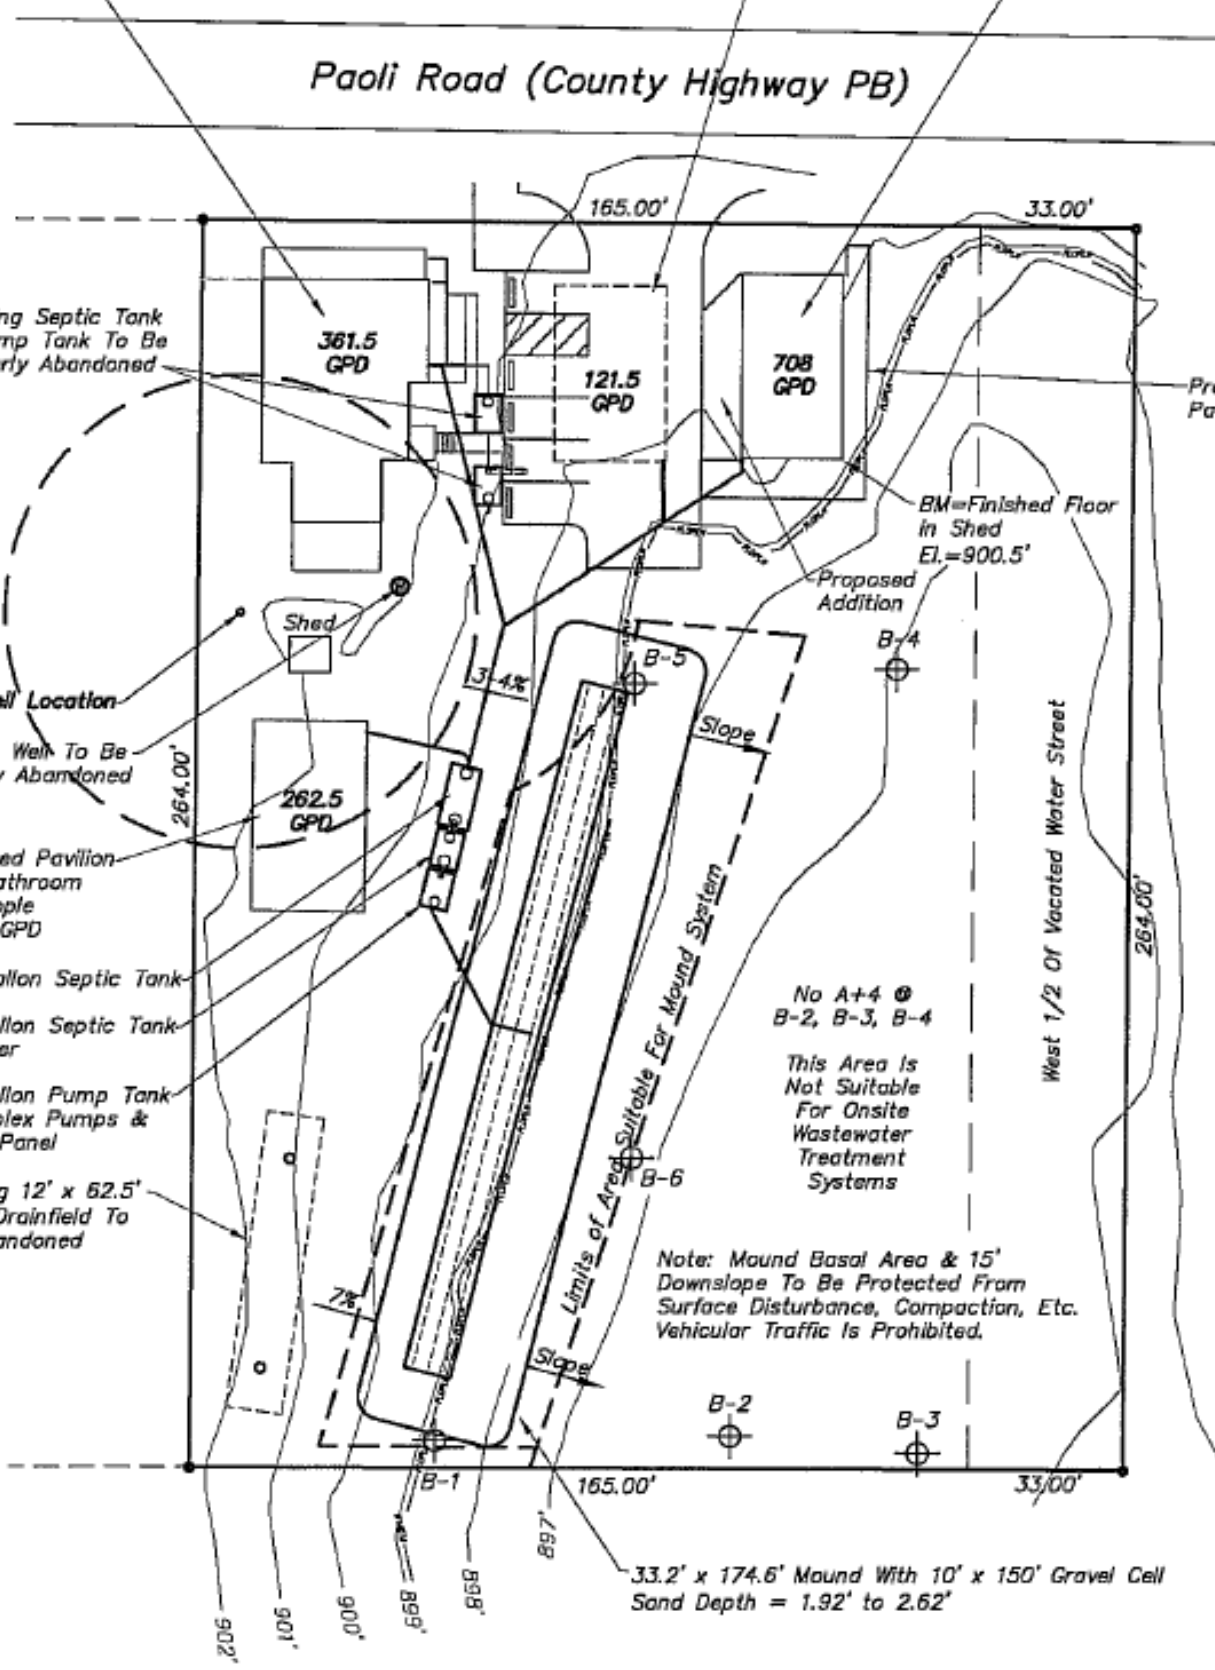 Paoli Road (County Highway PB)
165.00'
33.00'
ng Septic Tank
mp Tank To Be
rly Abandoned
361.5
GPD
121.5
GPD
708
GPD
Pr
Pa
BM=Finished Floor
in Shed
El.=900.5'
Proposed
Addition
Shed
B-4
B-5
3-4%
ell Location
Slope
Well To Be
y Abandoned
264.00'
262.5
GPD
West 1/2 Of Vacated Water Street
ed Pavilion
athroom
ople
GPD
264.00'
allon Septic Tank
No A+4 @
B-2, B-3, B-4
llon Septic Tank
er
This Area Is
Not Suitable
For Onsite
Wastewater
Treatment
Systems
llon Pump Tank
plex Pumps &
Panel
Limits of Area Suitable For Mound System
B-6
g 12' x 62.5'
Drainfield To
andoned
Note: Mound Basal Area & 15'
Downslope To Be Protected From
Surface Disturbance, Compaction, Etc.
Vehicular Traffic Is Prohibited.
7%
Slope
B-2
B-3
B-1
165.00'
33.00'
897'
33.2' x 174.6' Mound With 10' x 150' Gravel Cell
Sand Depth = 1.92' to 2.62'
898'
899'
900'
901'
902'